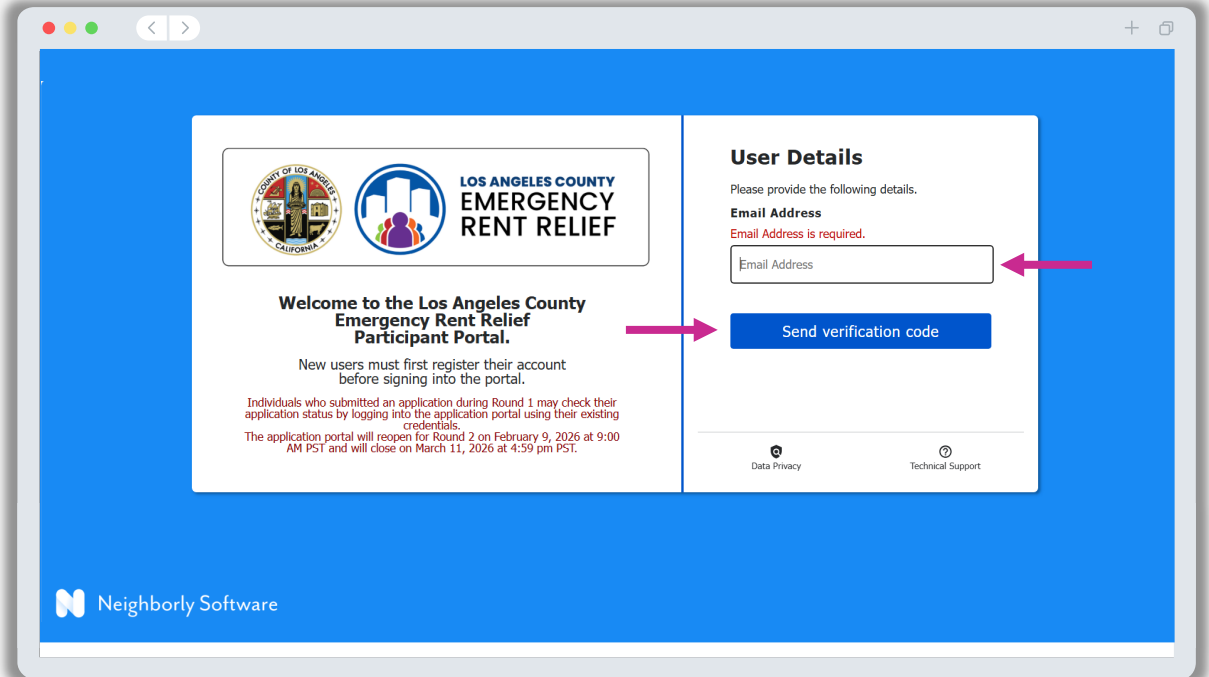 COUNTY OF LOS ANGELES
CALIFORNIA
LOS ANGELES COUNTY
EMERGENCY
RENT RELIEF
Welcome to the Los Angeles County
Emergency Rent Relief
Participant Portal.
New users must first register their account
before signing into the portal.
Individuals who submitted an application during Round 1 may check their
application status by logging into the application portal using their existing
credentials.
The application portal will reopen for Round 2 on February 9, 2026 at 9:00
AM PST and will close on March 11, 2026 at 4:59 pm PST.
User Details
Please provide the following details.
Email Address
Email Address is required.
Email Address
Send verification code
Data Privacy
Technical Support
Neighborly Software